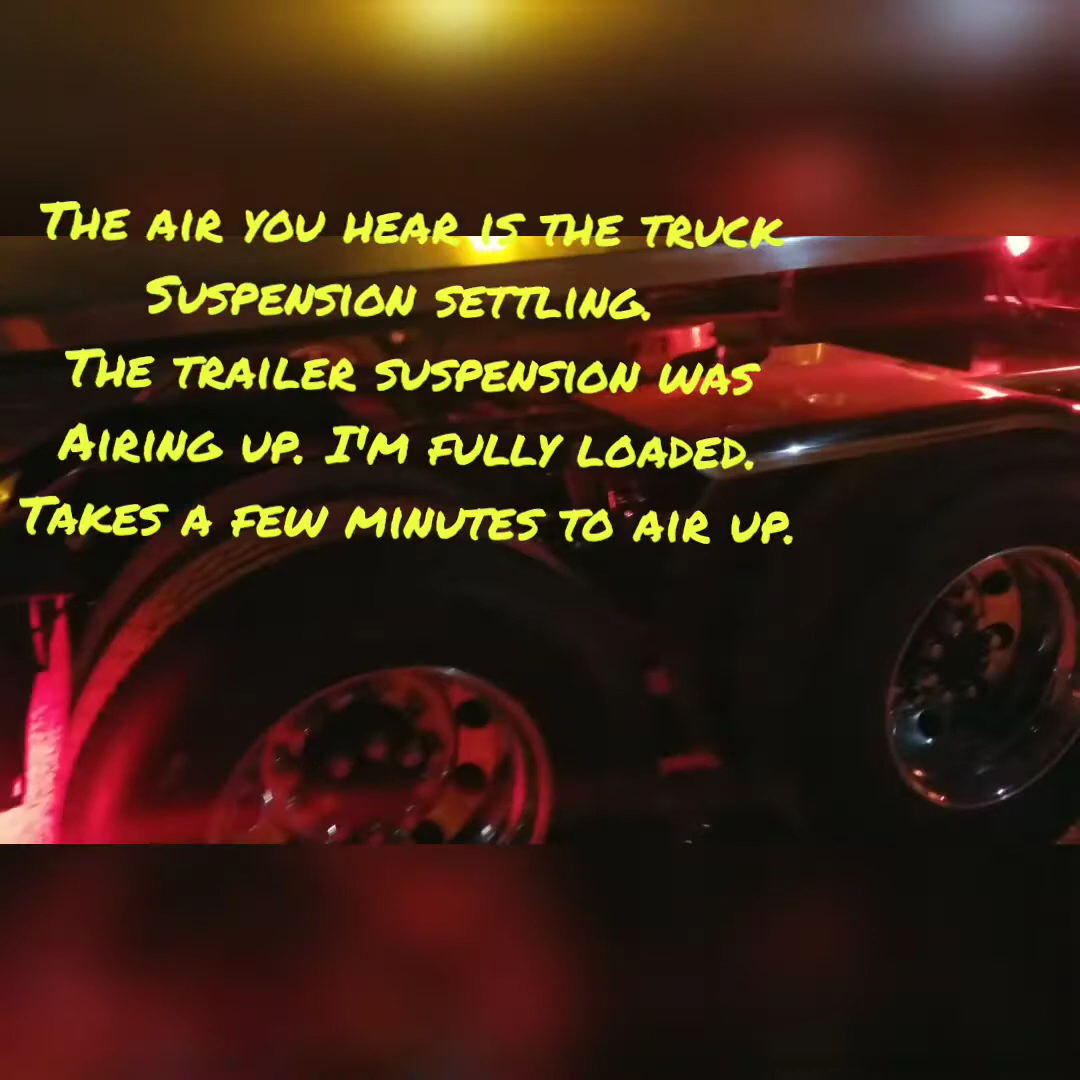 The air you hear is the truck
Suspension settling.
The trailer suspension was
Airing up. I'm fully loaded.
Takes a few minutes to air up.